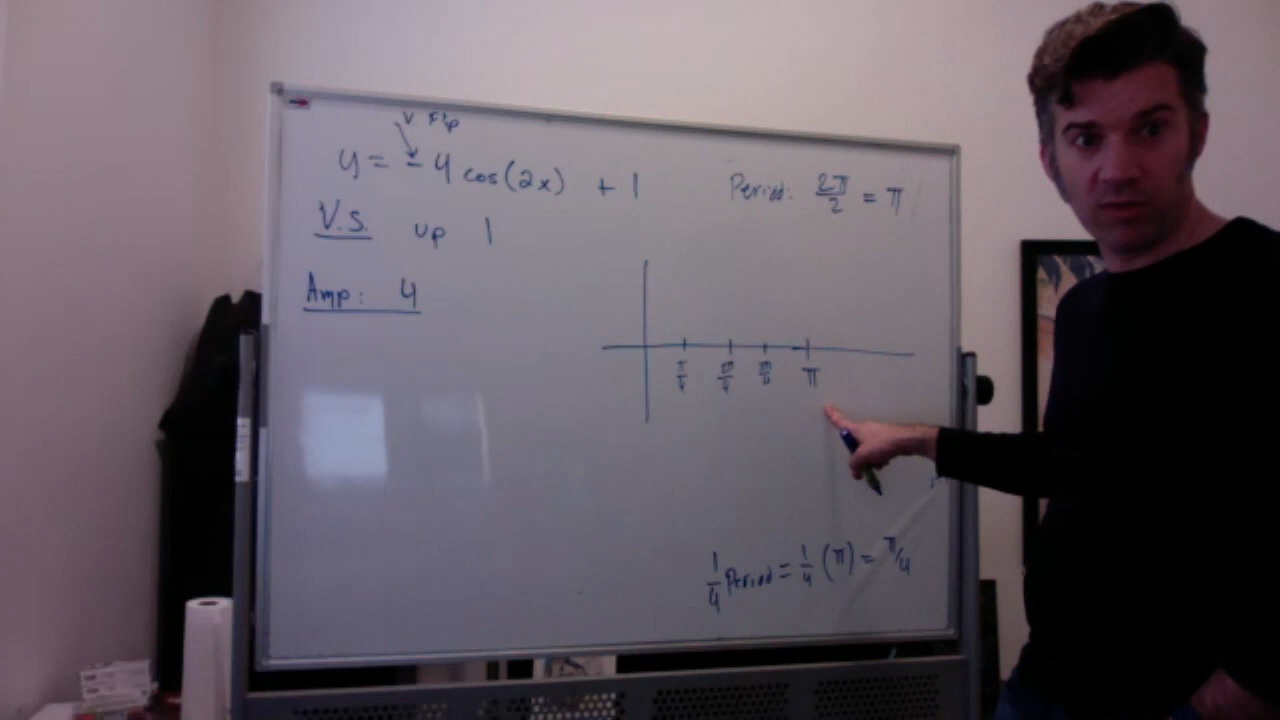 V Flip
y = - 4 cos(2x) + 1
Period: 2π/2 = π
V.S. up 1
Amp: 4
π/4 2π/4 3π/4 π
1/4 Period = 1/4 (π) = π/4